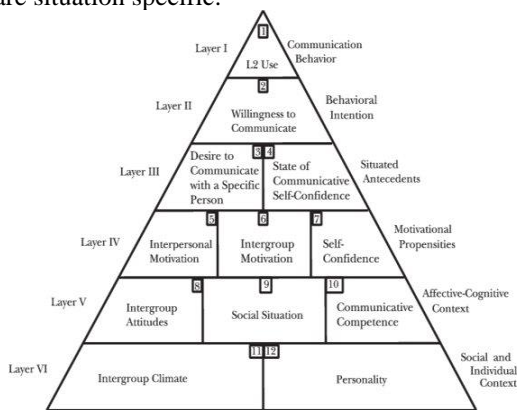 are situation specific.
1
Layer I
Communication
Behavior
L2 Use
2
Layer II
Willingness to
Communicate
Behavioral
Intention
3 4
Layer III
Desire to
Communicate
with a Specific
Person
State of
Communicative
Self-Confidence
Situated
Antecedents
5 6 7
Layer IV
Interpersonal
Motivation
Intergroup
Motivation
Self-
Confidence
Motivational
Propensities
8 9 10
Layer V
Intergroup
Attitudes
Social Situation
Communicative
Competence
Affective-Cognitive
Context
11 12
Layer VI
Intergroup Climate
Personality
Social and
Individual
Context